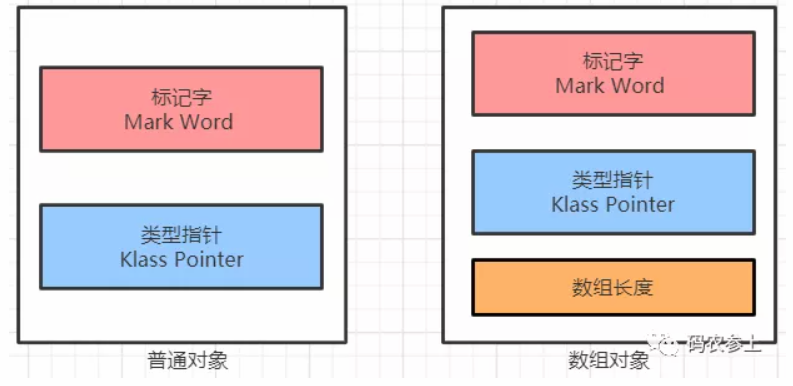 标记字
Mark Word
类型指针
Klass Pointer
普通对象
标记字
Mark Word
类型指针
Klass Pointer
数组长度
数组对象
码农参上